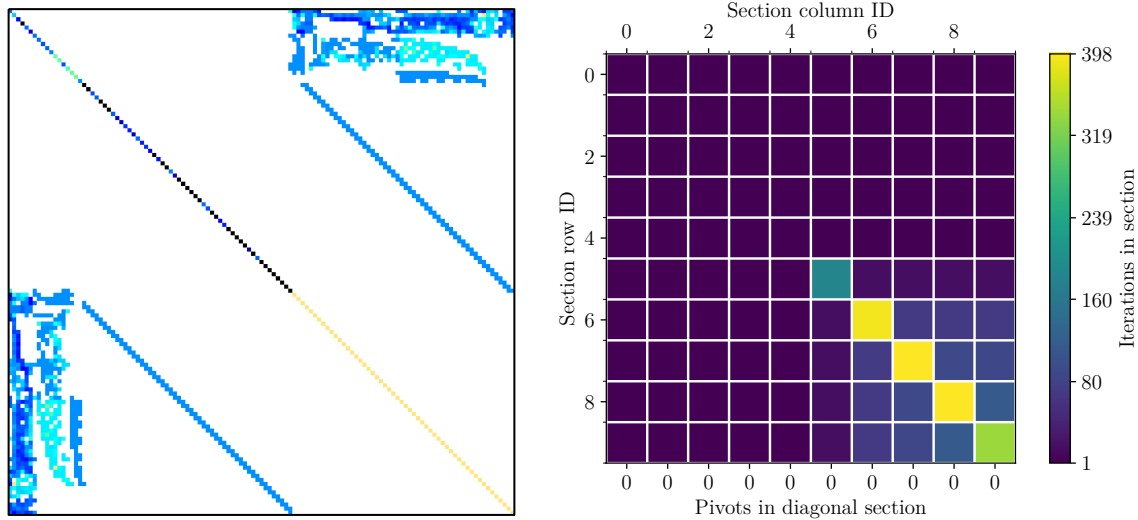 Section column ID
0 2 4 6 8
Section row ID
0
2
4
6
8
0 0 0 0 0 0 0 0 0 0
Pivots in diagonal section
398
319
239
160
80
1
Iterations in section